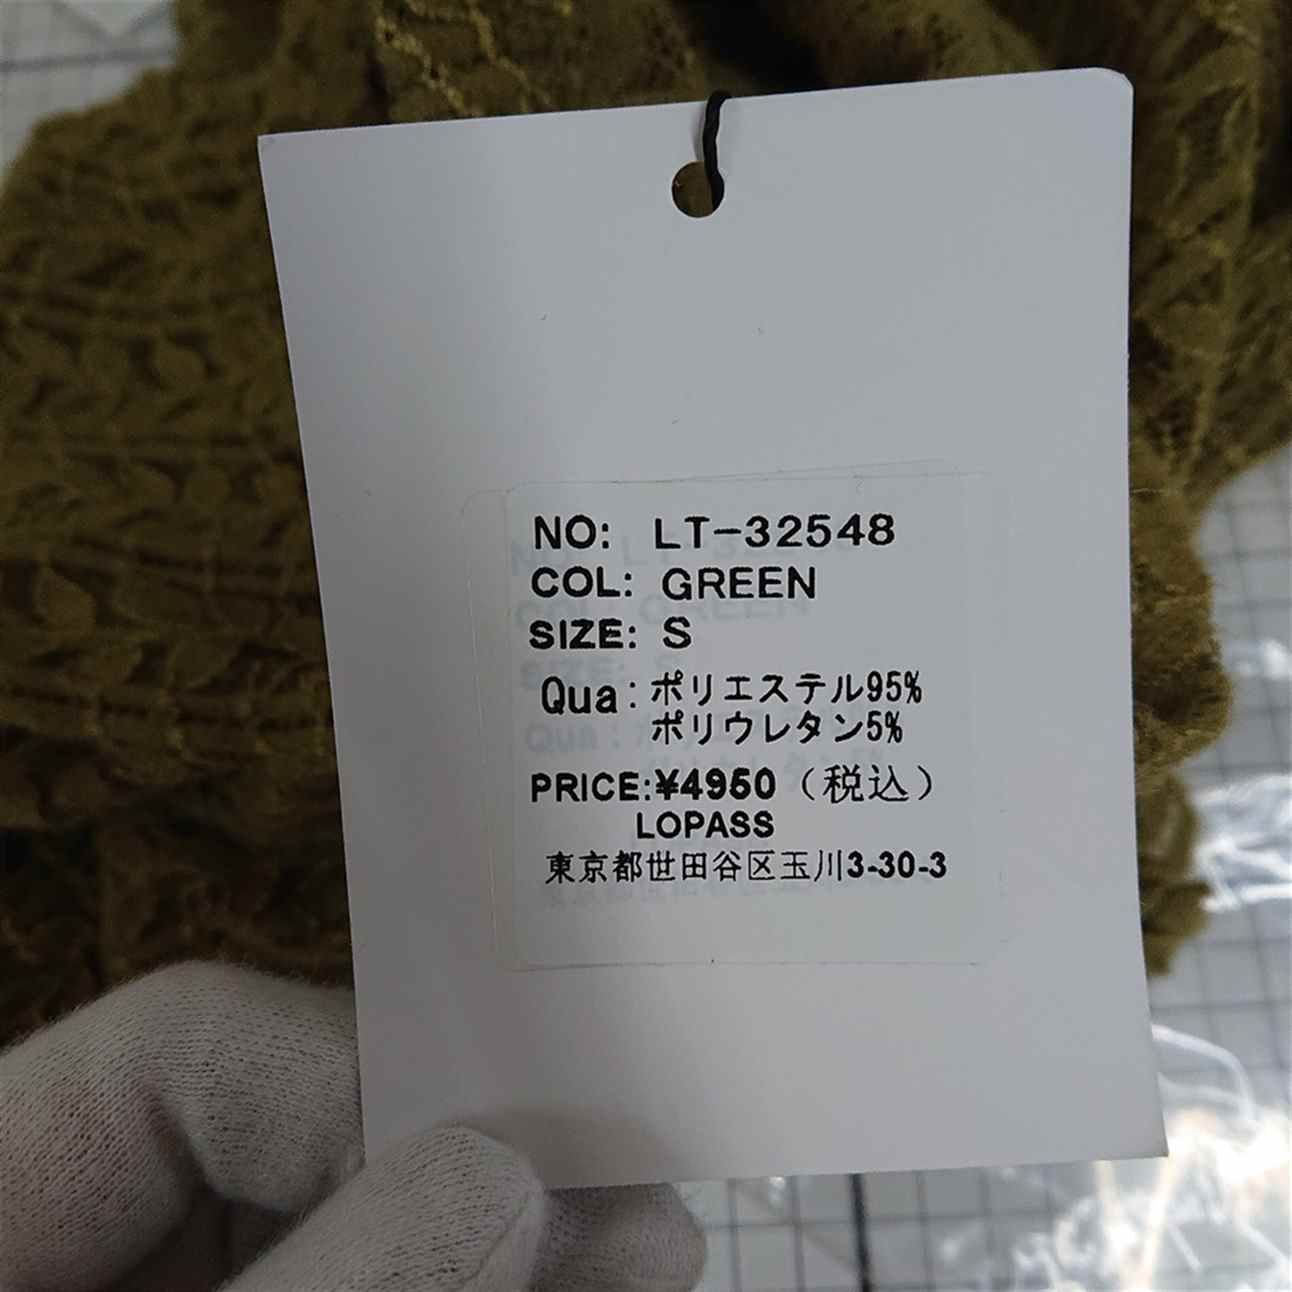 NO: LT-32548
COL: GREEN
SIZE: S
Qua:ポリエステル95%
ポリウレタン5%
PRICE:¥4950（税込）
LOPASS
東京都世田谷区玉川3-30-3